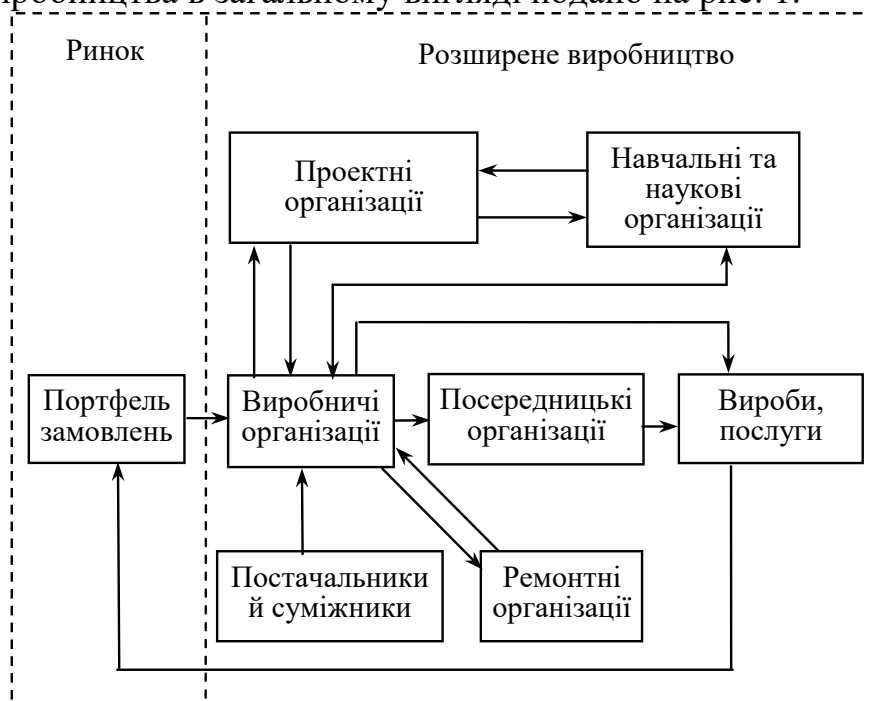 робництва в загальному вигляді подано на рис. 1.
Ринок
Розширене виробництво
Проектні
організації
Навчальні та
наукові
організації
Портфель
замовлень
Виробничі
організації
Посередницькі
організації
Вироби,
послуги
Постачальники
й суміжники
Ремонтні
організації